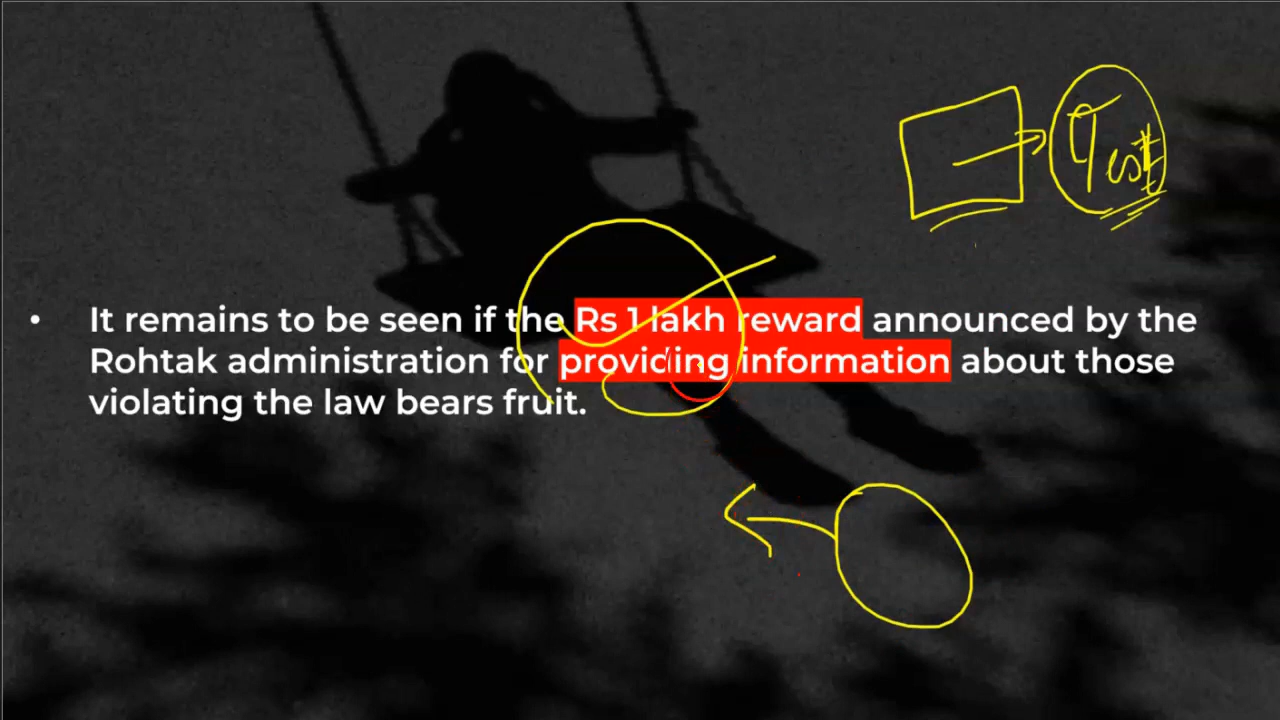 Test
• It remains to be seen if the Rs 1 lakh reward announced by the
Rohtak administration for providing information about those
violating the law bears fruit.